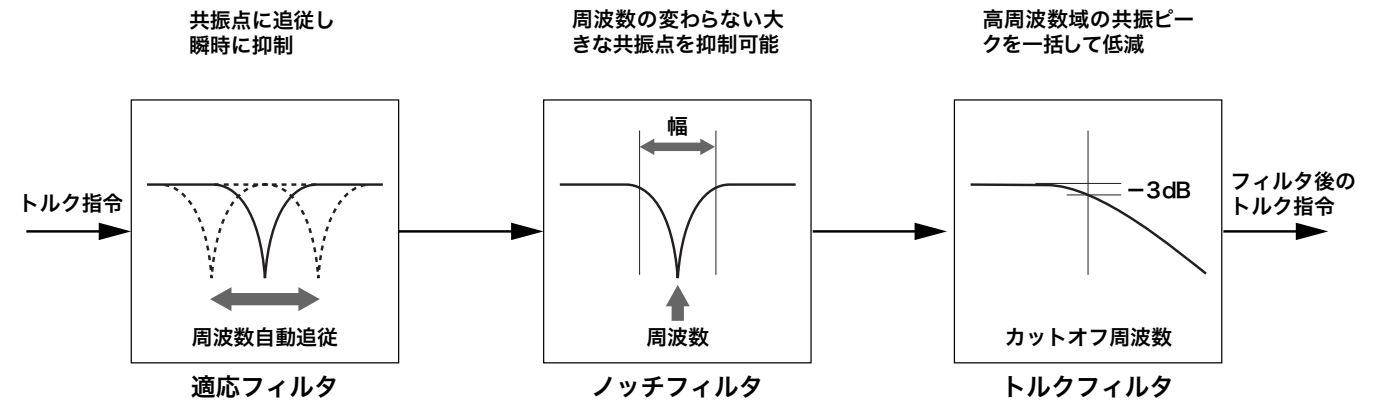 共振点に追従し
瞬時に抑制
周波数の変わらない大
きな共振点を抑制可能
高周波数域の共振ピー
クを一括して低減
トルク指令
周波数自動追従
適応フィルタ
幅
周波数
ノッチフィルタ
−3dB
カットオフ周波数
トルクフィルタ
フィルタ後の
トルク指令